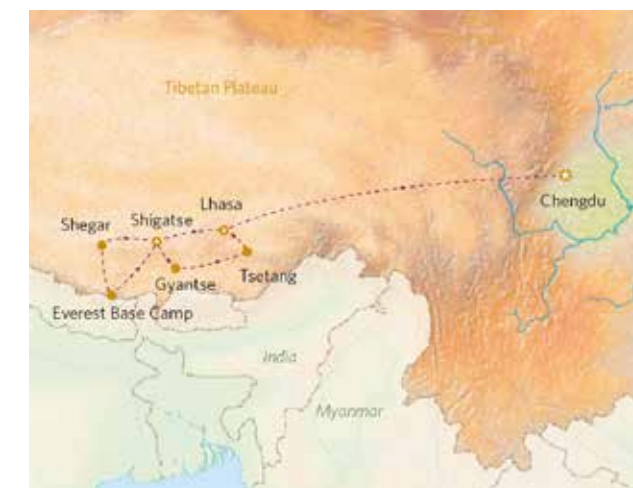 Tibetan Plateau
Lhasa
Chengdu
Shegar
Shigatse
Tsetang
Gyantse
Everest Base Camp
India
Myanmar